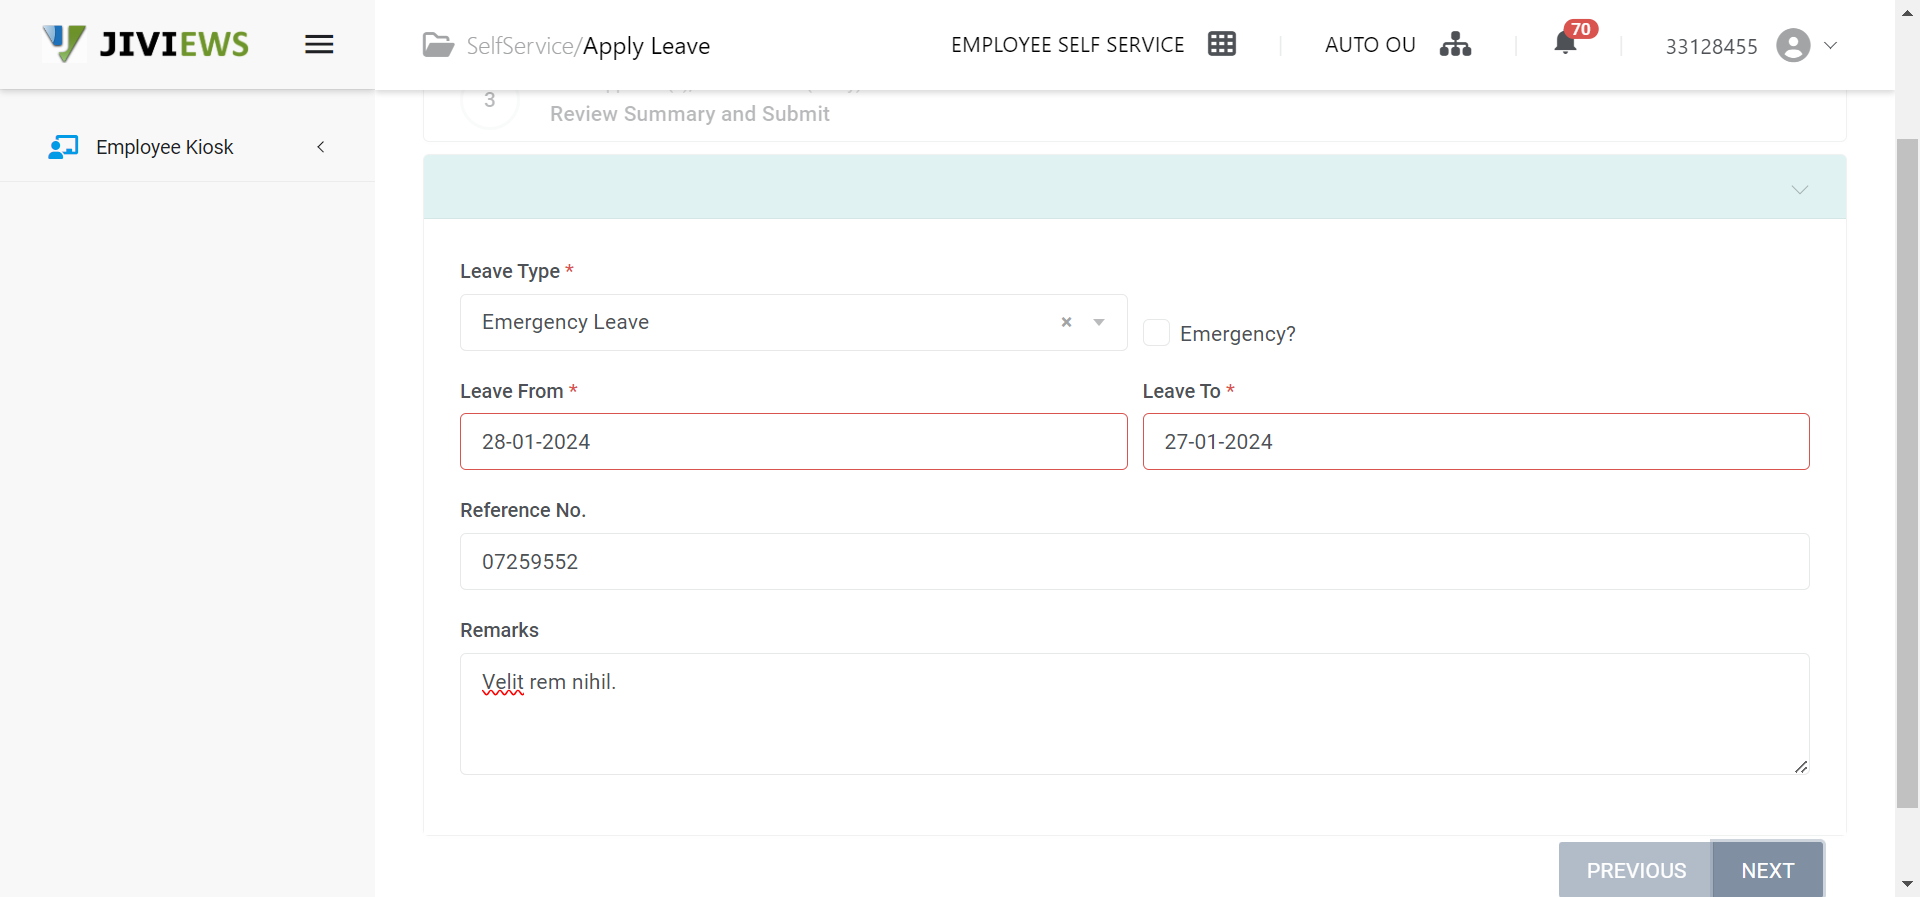 JIVIEWS
SelfService/Apply Leave
EMPLOYEE SELF SERVICE
AUTO OU
70
33128455
Employee Kiosk
3
Review Summary and Submit
Leave Type *
Emergency Leave
×
Emergency?
Leave From *
Leave To *
28-01-2024
27-01-2024
Reference No.
07259552
Remarks
Velit rem nihil.
PREVIOUS
NEXT